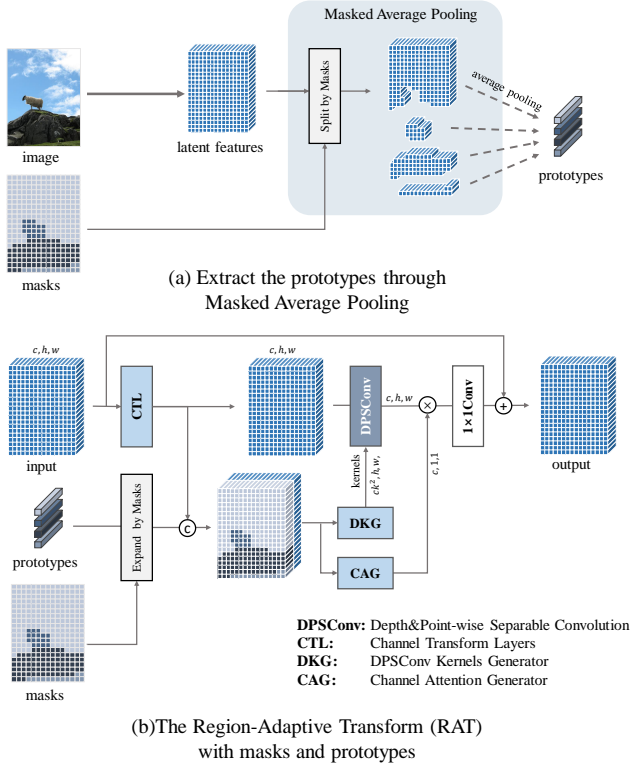 Masked Average Pooling
image
latent features
Split by Masks
average pooling
prototypes
masks
(a) Extract the prototypes through
Masked Average Pooling
c, h, w
input
CTL
c, h, w
DPSConv
c, h, w
×
1×1Conv
+
output
kernels
ck², h, w,
c, 1,1
prototypes
Expand by Masks
c
DKG
CAG
masks
DPSConv: Depth&Point-wise Separable Convolution
CTL: Channel Transform Layers
DKG: DPSConv Kernels Generator
CAG: Channel Attention Generator
(b)The Region-Adaptive Transform (RAT)
with masks and prototypes